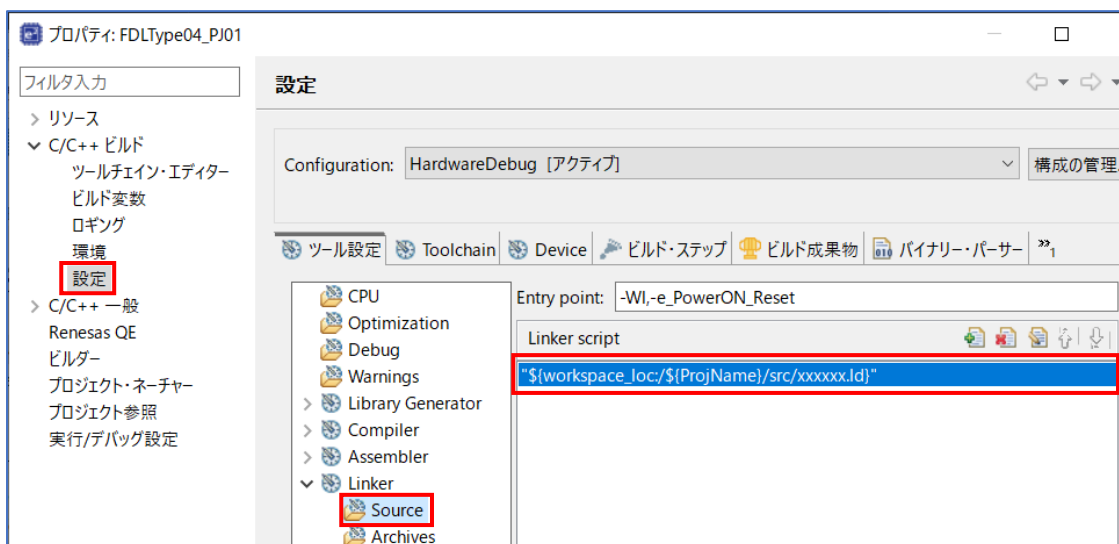 プロパティ: FDLType04_PJ01
フィルタ入力
設定
リソース
C/C++ ビルド
ツールチェイン・エディター
ビルド変数
ロギング
環境
設定
C/C++ 一般
Renesas QE
ビルダー
プロジェクト・ネーチャー
プロジェクト参照
実行/デバッグ設定
Configuration: HardwareDebug [アクティブ] 構成の管理.
ツール設定 Toolchain Device ビルド・ステップ ビルド成果物 バイナリー・パーサー »1
CPU
Optimization
Debug
Warnings
Library Generator
Compiler
Assembler
Linker
Source
Archives
Entry point: -Wl,-e_PowerON_Reset
Linker script
"${workspace_loc:/${ProjName}/src/xxxxxx.ld}"